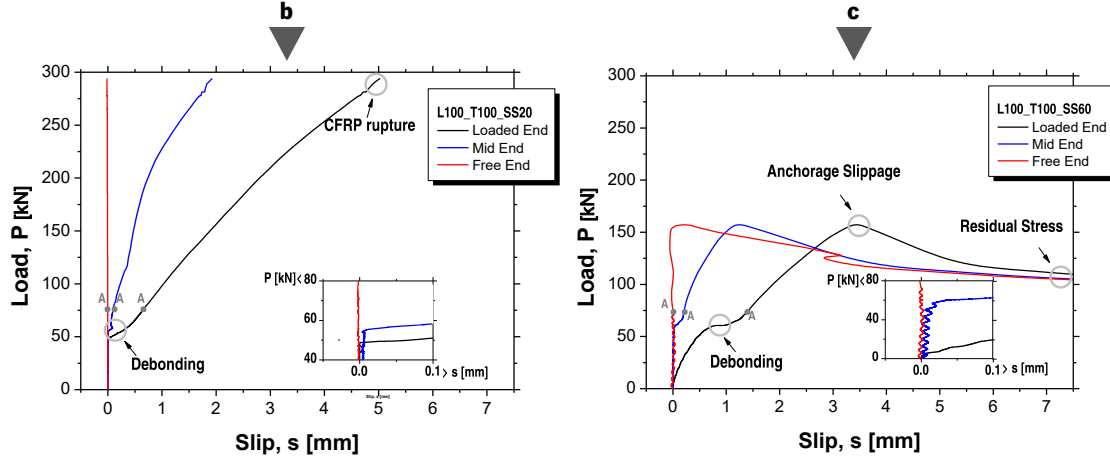 b
300
250
200
150
100
50
0
Load, P [kN]
L100_T100_SS20
Loaded End
Mid End
Free End
CFRP rupture
A A A
Debonding
P [kN]< 80
60
40
0.0 0.1> s [mm]
Slip, s [mm]
0 1 2 3 4 5 6 7
Slip, s [mm]
c
300
250
200
150
100
50
0
Load, P [kN]
L100_T100_SS60
Loaded End
Mid End
Free End
Anchorage Slippage
Residual Stress
A A A
Debonding
P [kN]<80
40
0
0.0 0.1> s [mm]
0 1 2 3 4 5 6 7
Slip, s [mm]